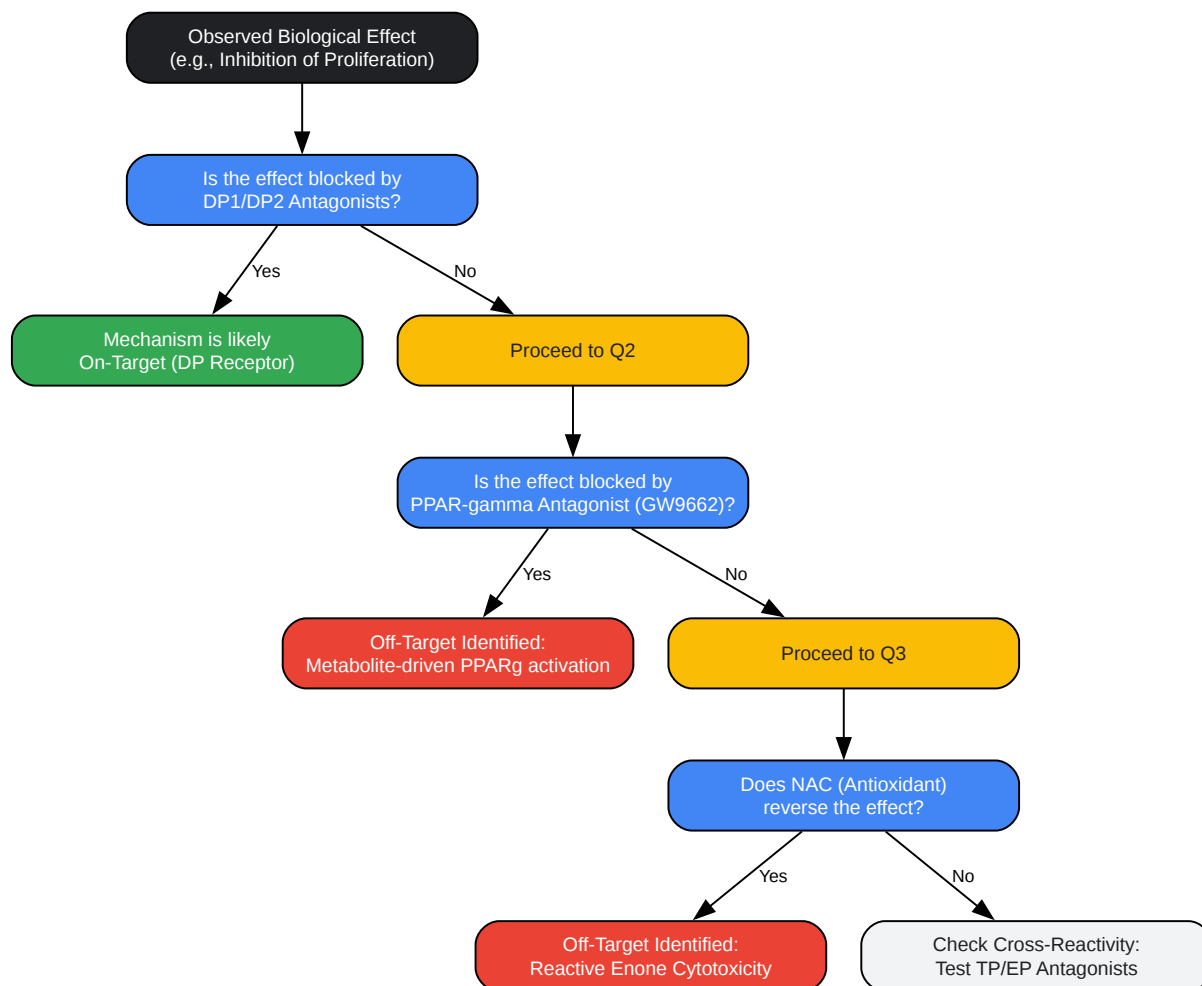 Observed Biological Effect
(e.g., Inhibition of Proliferation)
Is the effect blocked by
DP1/DP2 Antagonists?
Yes
No
Mechanism is likely
On-Target (DP Receptor)
Proceed to Q2
Is the effect blocked by
PPAR-gamma Antagonist (GW9662)?
Yes
No
Off-Target Identified:
Metabolite-driven PPARg activation
Proceed to Q3
Does NAC (Antioxidant)
reverse the effect?
Yes
No
Off-Target Identified:
Reactive Enone Cytotoxicity
Check Cross-Reactivity:
Test TP/EP Antagonists